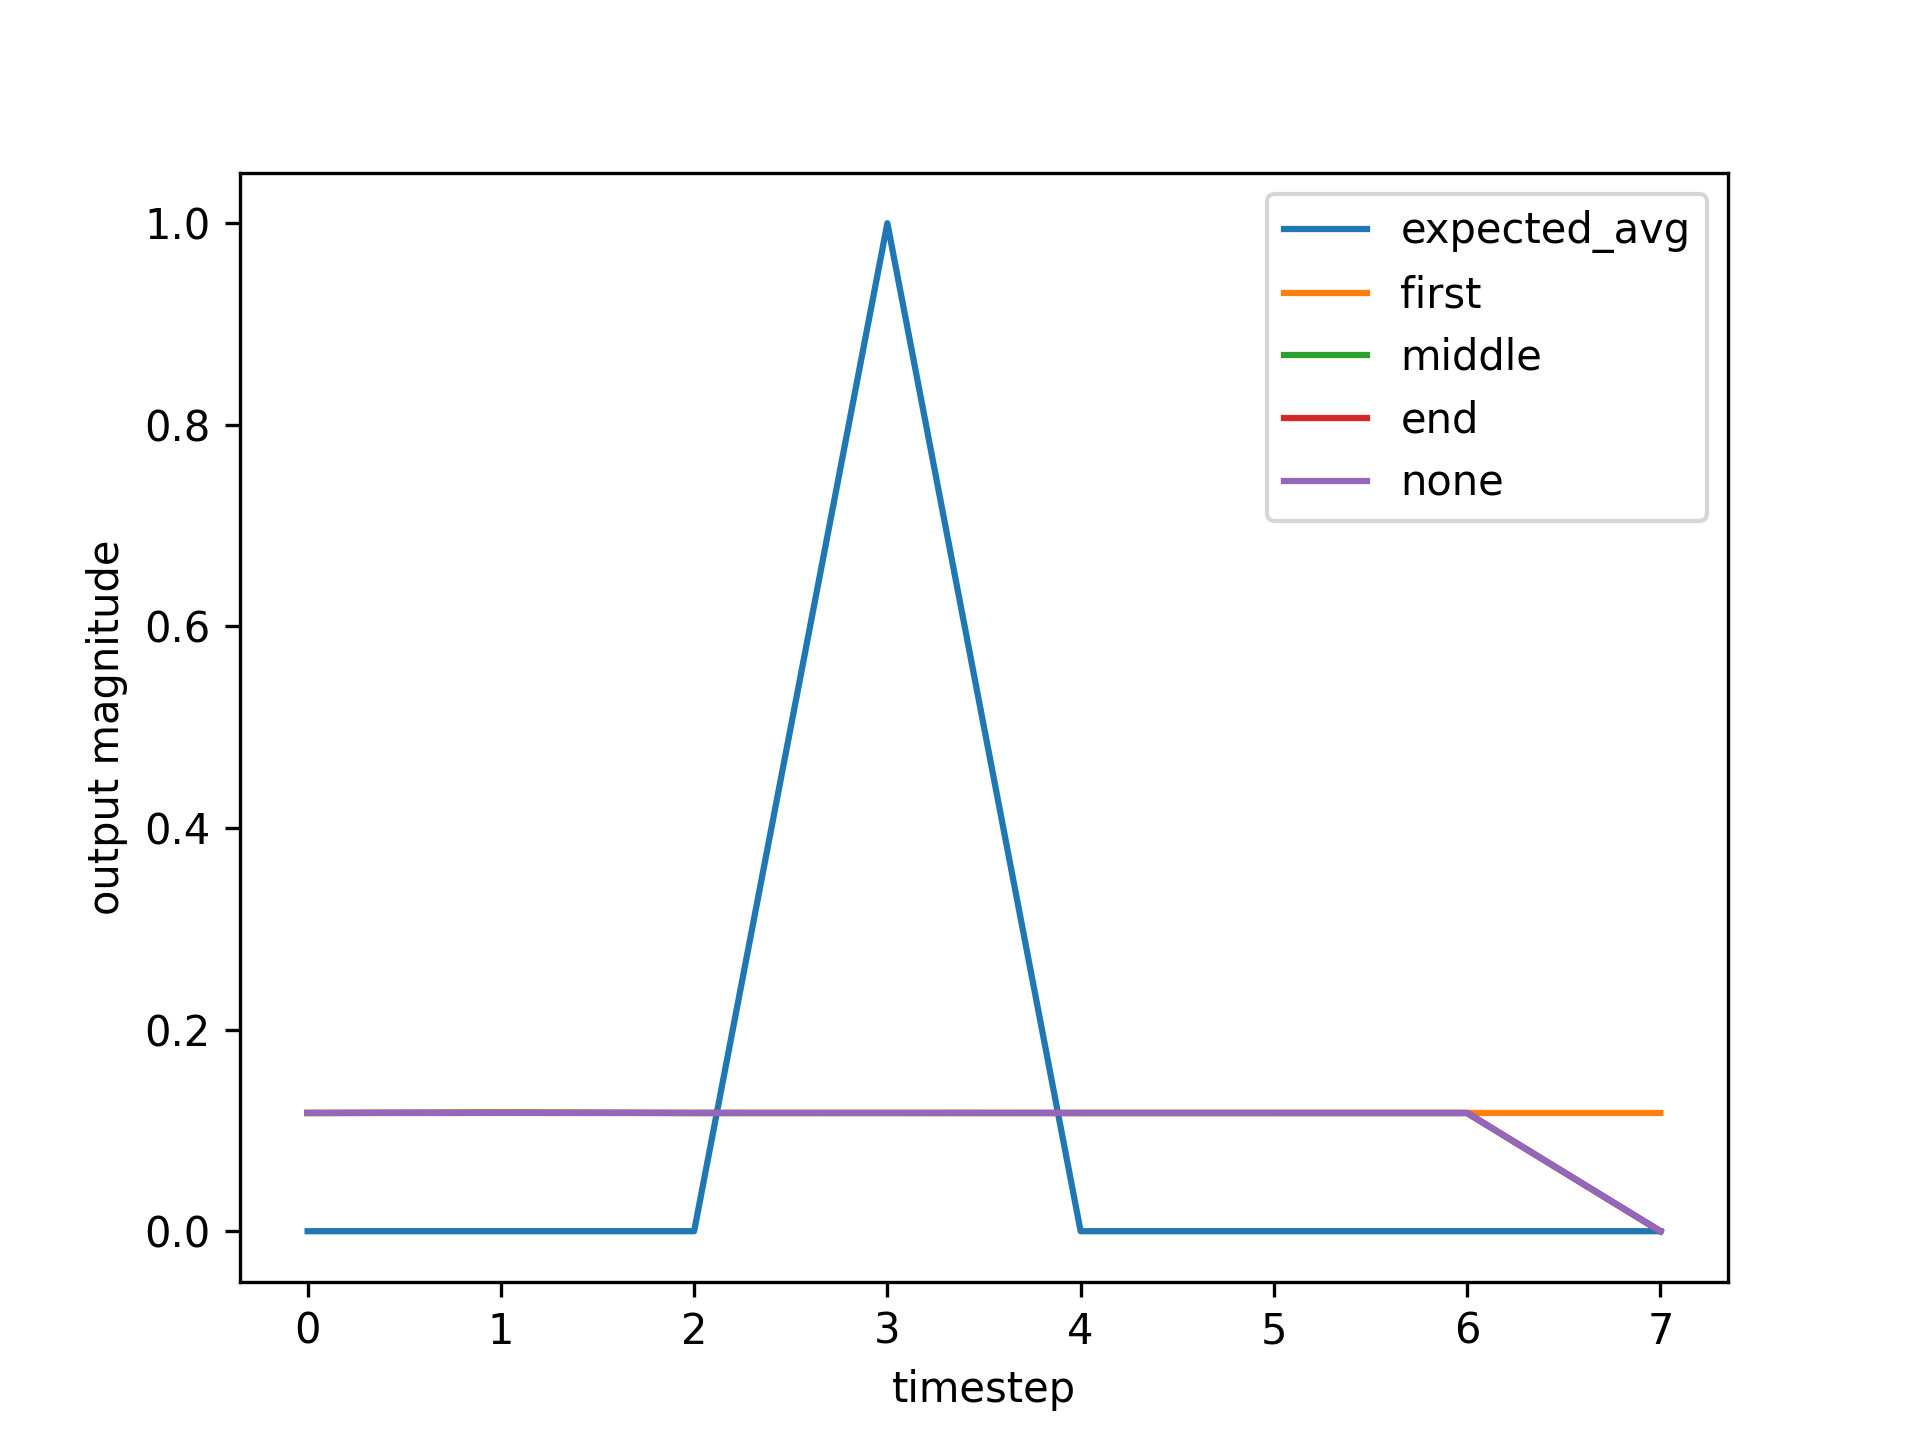 1.0
0.8
0.6
0.4
0.2
0.0
output magnitude
0 1 2 3 4 5 6 7
timestep
expected_avg
first
middle
end
none